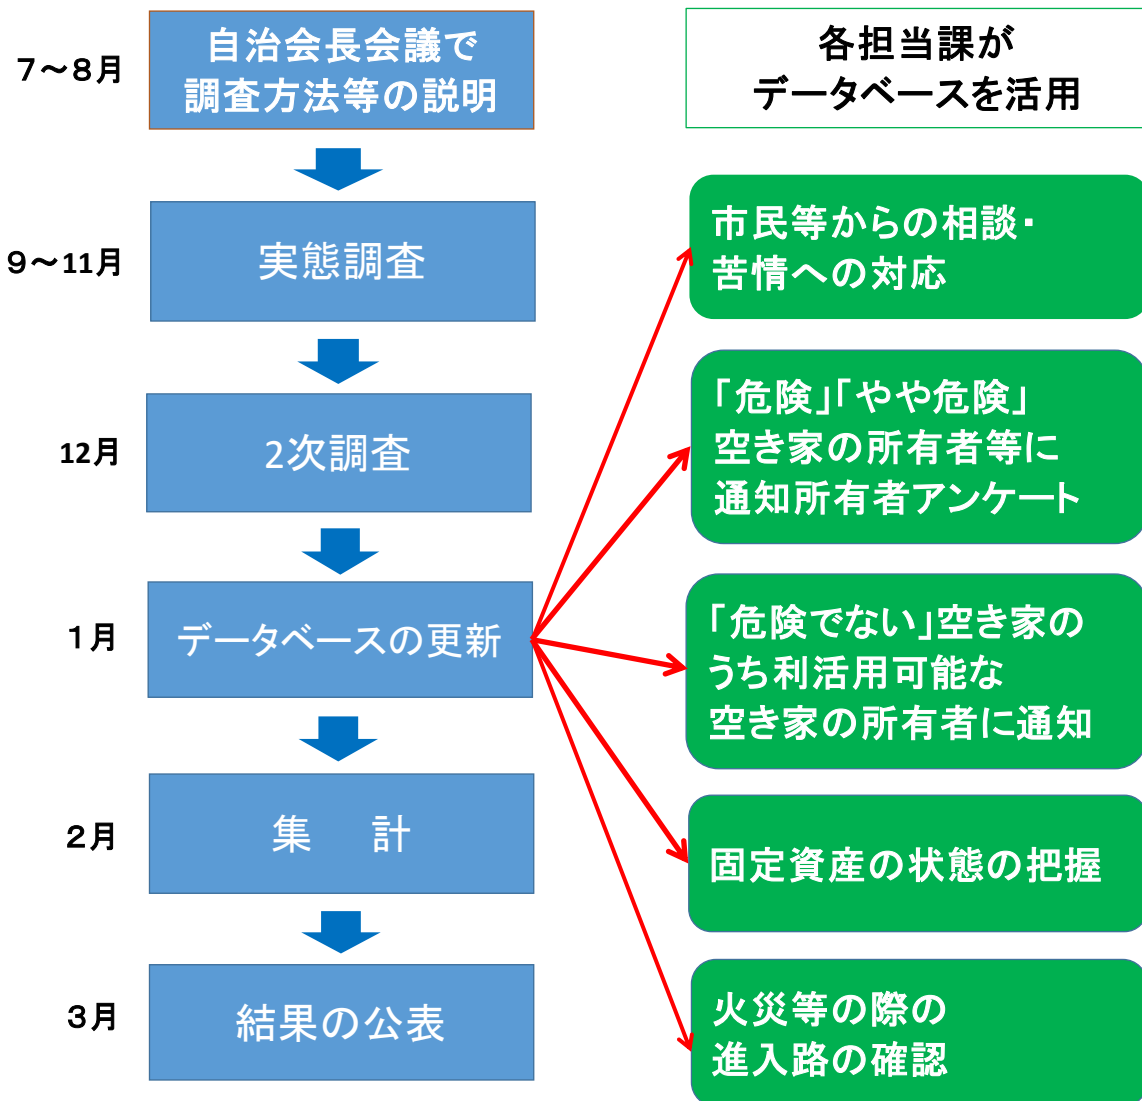 7～8月
自治会長会議で
調査方法等の説明
9～11月
実態調査
12月
2次調査
1月
データベースの更新
2月
集　計
3月
結果の公表
各担当課が
データベースを活用
市民等からの相談・
苦情への対応
「危険」「やや危険」
空き家の所有者等に
通知所有者アンケート
「危険でない」空き家の
うち利活用可能な
空き家の所有者に通知
固定資産の状態の把握
火災等の際の
進入路の確認